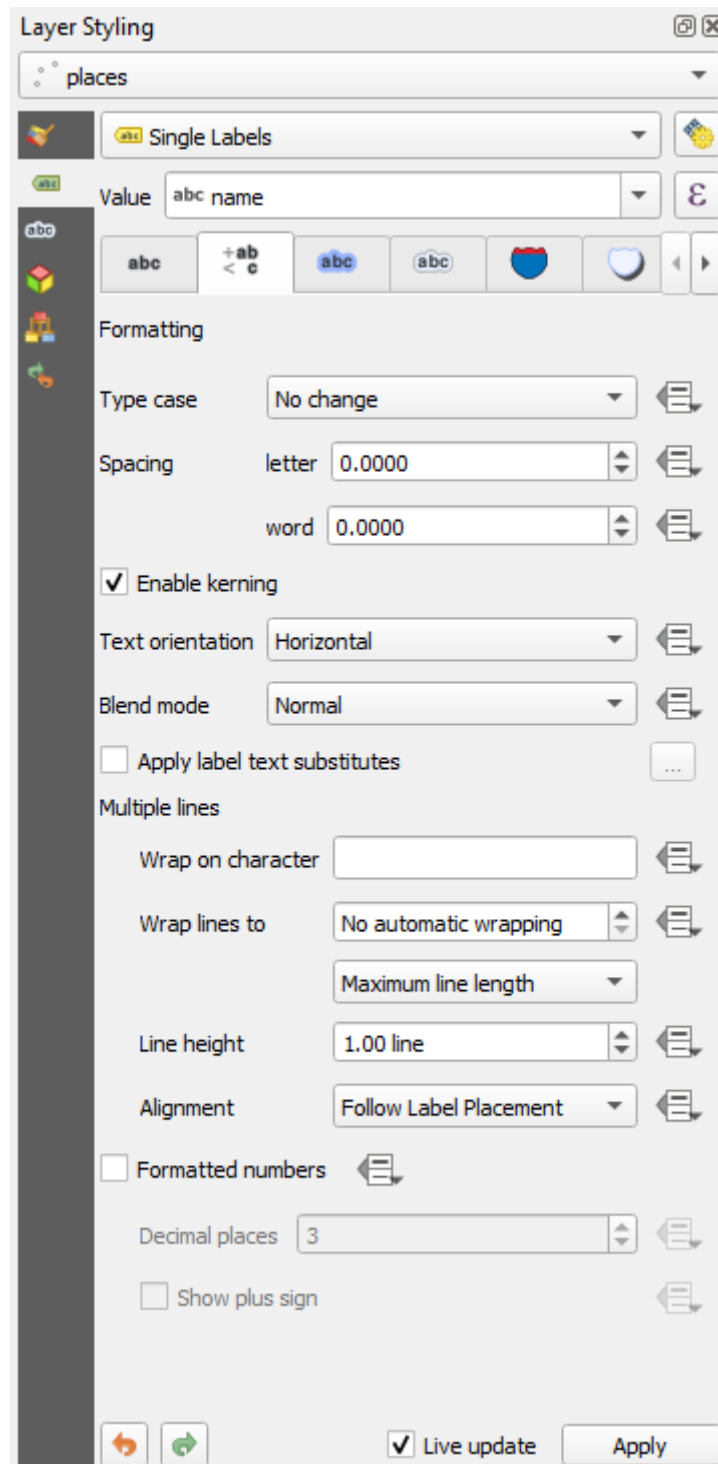 Layer Styling
places
abc Single Labels
Value abc name ε
abc +ab < c abc abc
Formatting
Type case No change
Spacing letter 0.0000
word 0.0000
Enable kerning
Text orientation Horizontal
Blend mode Normal
Apply label text substitutes ...
Multiple lines
Wrap on character
Wrap lines to No automatic wrapping
Maximum line length
Line height 1.00 line
Alignment Follow Label Placement
Formatted numbers
Decimal places 3
Show plus sign
Live update Apply